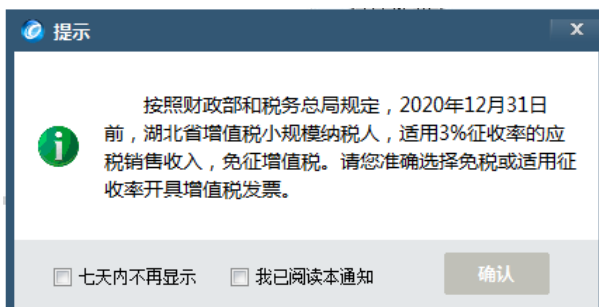 提示
按照财政部和税务总局规定，2020年12月31日
前，湖北省增值税小规模纳税人，适用3%征收率的应
税销售收入，免征增值税。请您准确选择免税或适用征
收率开具增值税发票。
七天内不再显示 我已阅读本通知 确认